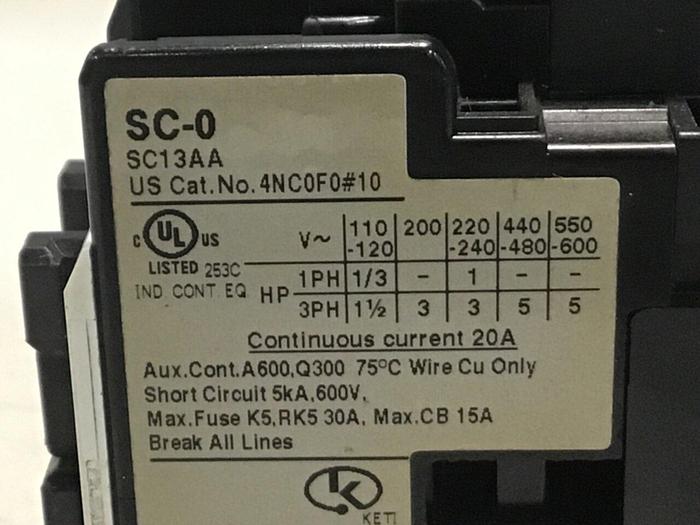 SC-0
SC13AA
US Cat.No.4NC0F0#10
C UL US
LISTED 253C
IND. CONT. EQ.
V~ 110-120 200 220-240 440-480 550-600
HP 1PH 1/3 - 1 - -
3PH 1½ 3 3 5 5
Continuous current 20A
Aux.Cont.A600,Q300 75°C Wire Cu Only
Short Circuit 5kA,600V,
Max.Fuse K5,RK5 30A, Max.CB 15A
Break All Lines
K
KETI